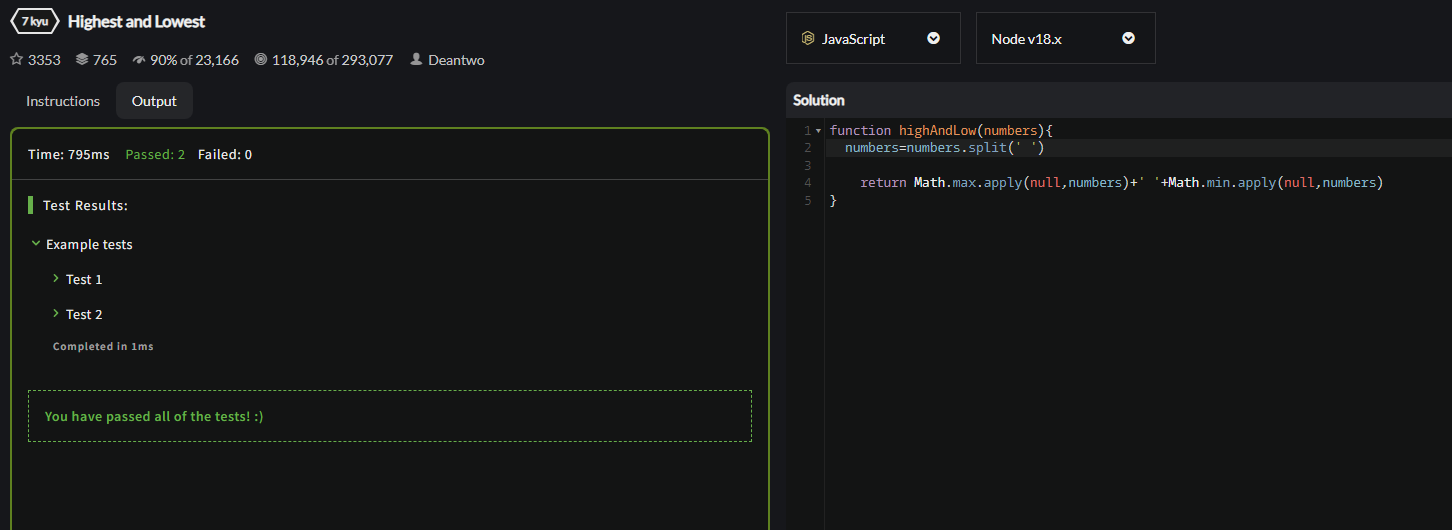 7 kyu Highest and Lowest
3353 765 90% of 23,166 118,946 of 293,077 Deantwo
Instructions Output
Time: 795ms Passed: 2 Failed: 0
Test Results:
Example tests
Test 1
Test 2
Completed in 1ms
You have passed all of the tests! :)
JS JavaScript Node v18.x
Solution
1 function highAndLow(numbers){
2 numbers=numbers.split(' ')
3
4 return Math.max.apply(null,numbers)+' '+Math.min.apply(null,numbers)
5 }